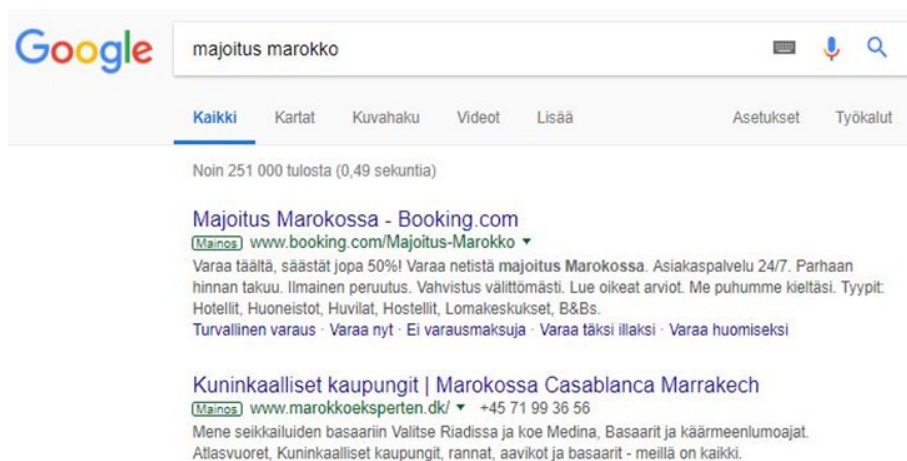 Google majoitus marokko
Kaikki Kartat Kuvahaku Videot Lisää Asetukset Työkalut
Noin 251 000 tulosta (0,49 sekuntia)
Majoitus Marokossa - Booking.com
Mainos www.booking.com/Majoitus-Marokko
Varaa täältä, säästät jopa 50%! Varaa netistä majoitus Marokossa. Asiakaspalvelu 24/7. Parhaan
hinnan takuu. Ilmainen peruutus. Vahvistus välittömästi. Lue oikeat arviot. Me puhumme kieltäsi. Tyypit:
Hotellit, Huoneistot, Huvilat, Hostellit, Lomakeskukset, B&Bs.
Turvallinen varaus · Varaa nyt · Ei varausmaksuja · Varaa täksi illaksi · Varaa huomiseksi
Kuninkaalliset kaupungit | Marokossa Casablanca Marrakech
Mainos www.marokkoeksperten.dk/ +45 71 99 36 56
Mene seikkailuiden basaariin Valitse Riadissa ja koe Medina, Basaarit ja käärmeenlumoajat.
Atlasvuoret, Kuninkaalliset kaupungit, rannat, aavikot ja basaarit - meillä on kaikki.